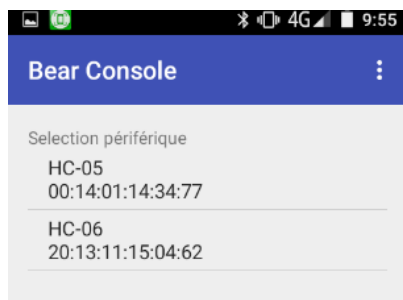 4G 9:55
Bear Console
Selection périférique
HC-05
00:14:01:14:34:77
HC-06
20:13:11:15:04:62